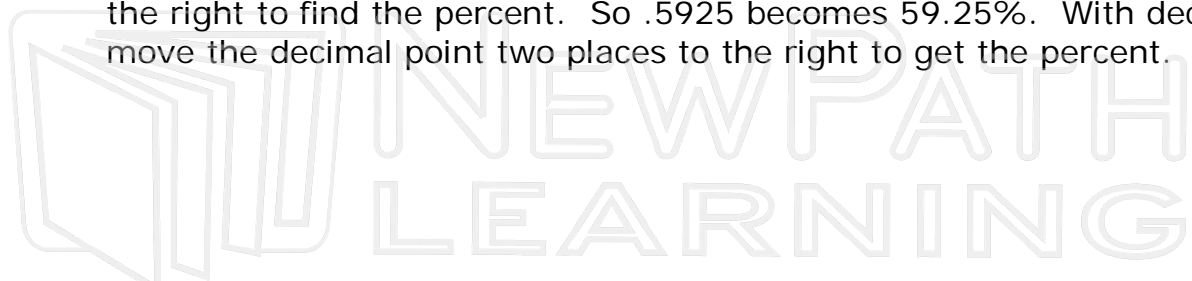 the right to find the percent.  So .5925 becomes 59.25%.  With
move the decimal point two places to the right to get the percent.
NEWPATH
LEARNING